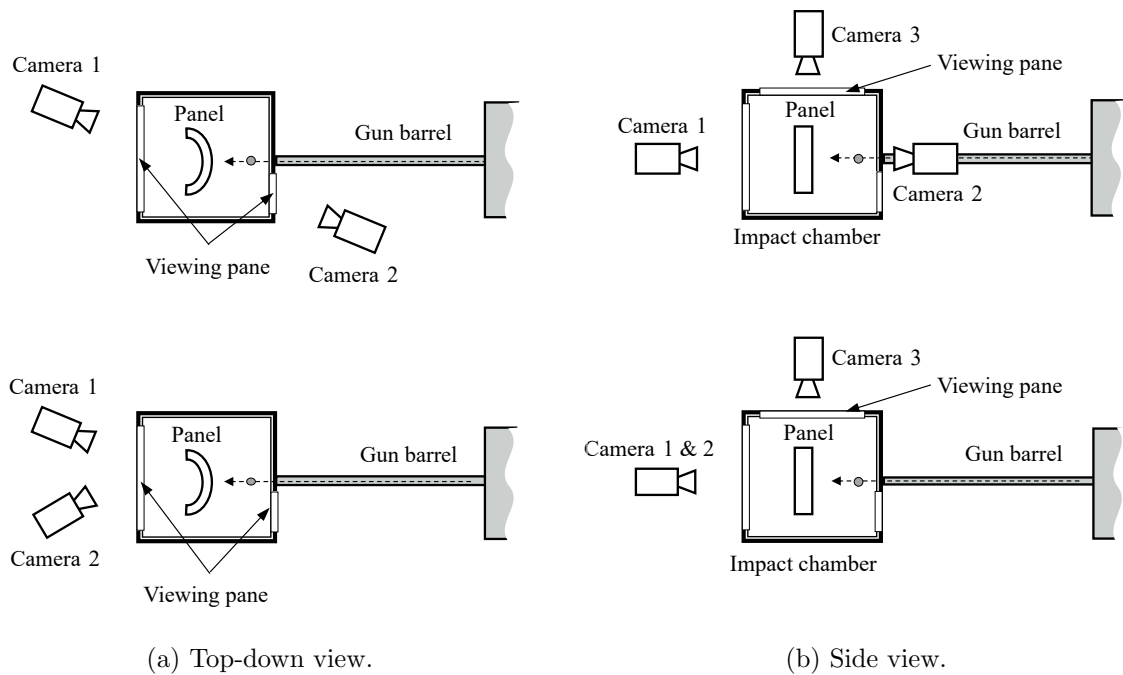 Camera 1
Panel
Gun barrel
Viewing pane
Camera 2
Camera 3
Viewing pane
Camera 1
Panel
Gun barrel
Camera 2
Impact chamber
Camera 1
Panel
Gun barrel
Camera 2
Viewing pane
Camera 3
Viewing pane
Camera 1 & 2
Panel
Gun barrel
Impact chamber
(a) Top-down view.
(b) Side view.